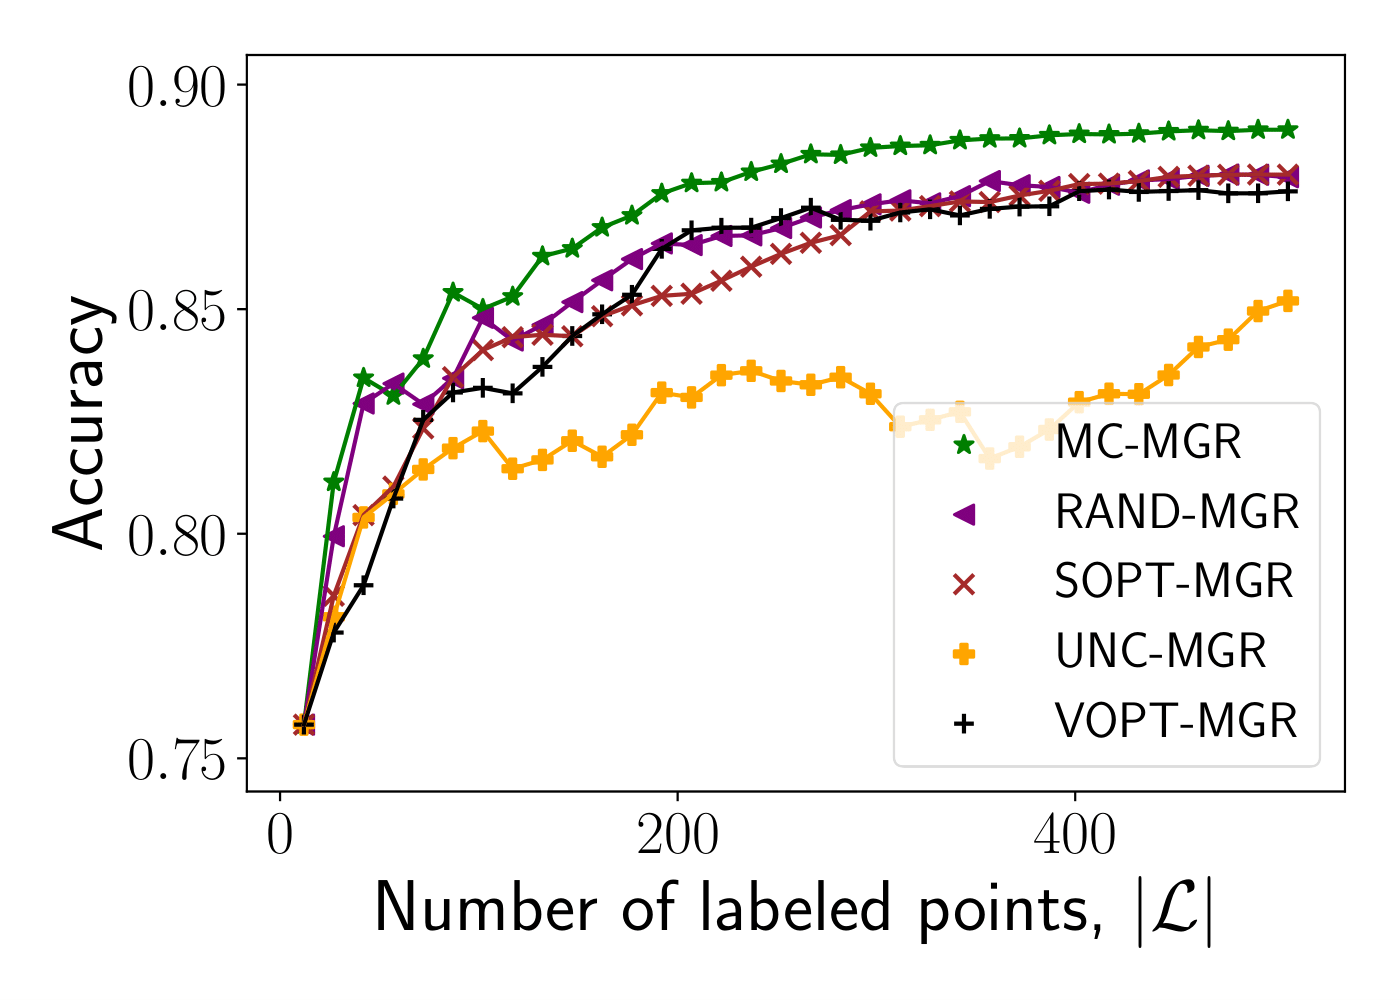 0.90
0.85
0.80
0.75
Accuracy
0
200
400
Number of labeled points, |ℒ|
MC-MGR
RAND-MGR
SOPT-MGR
UNC-MGR
VOPT-MGR